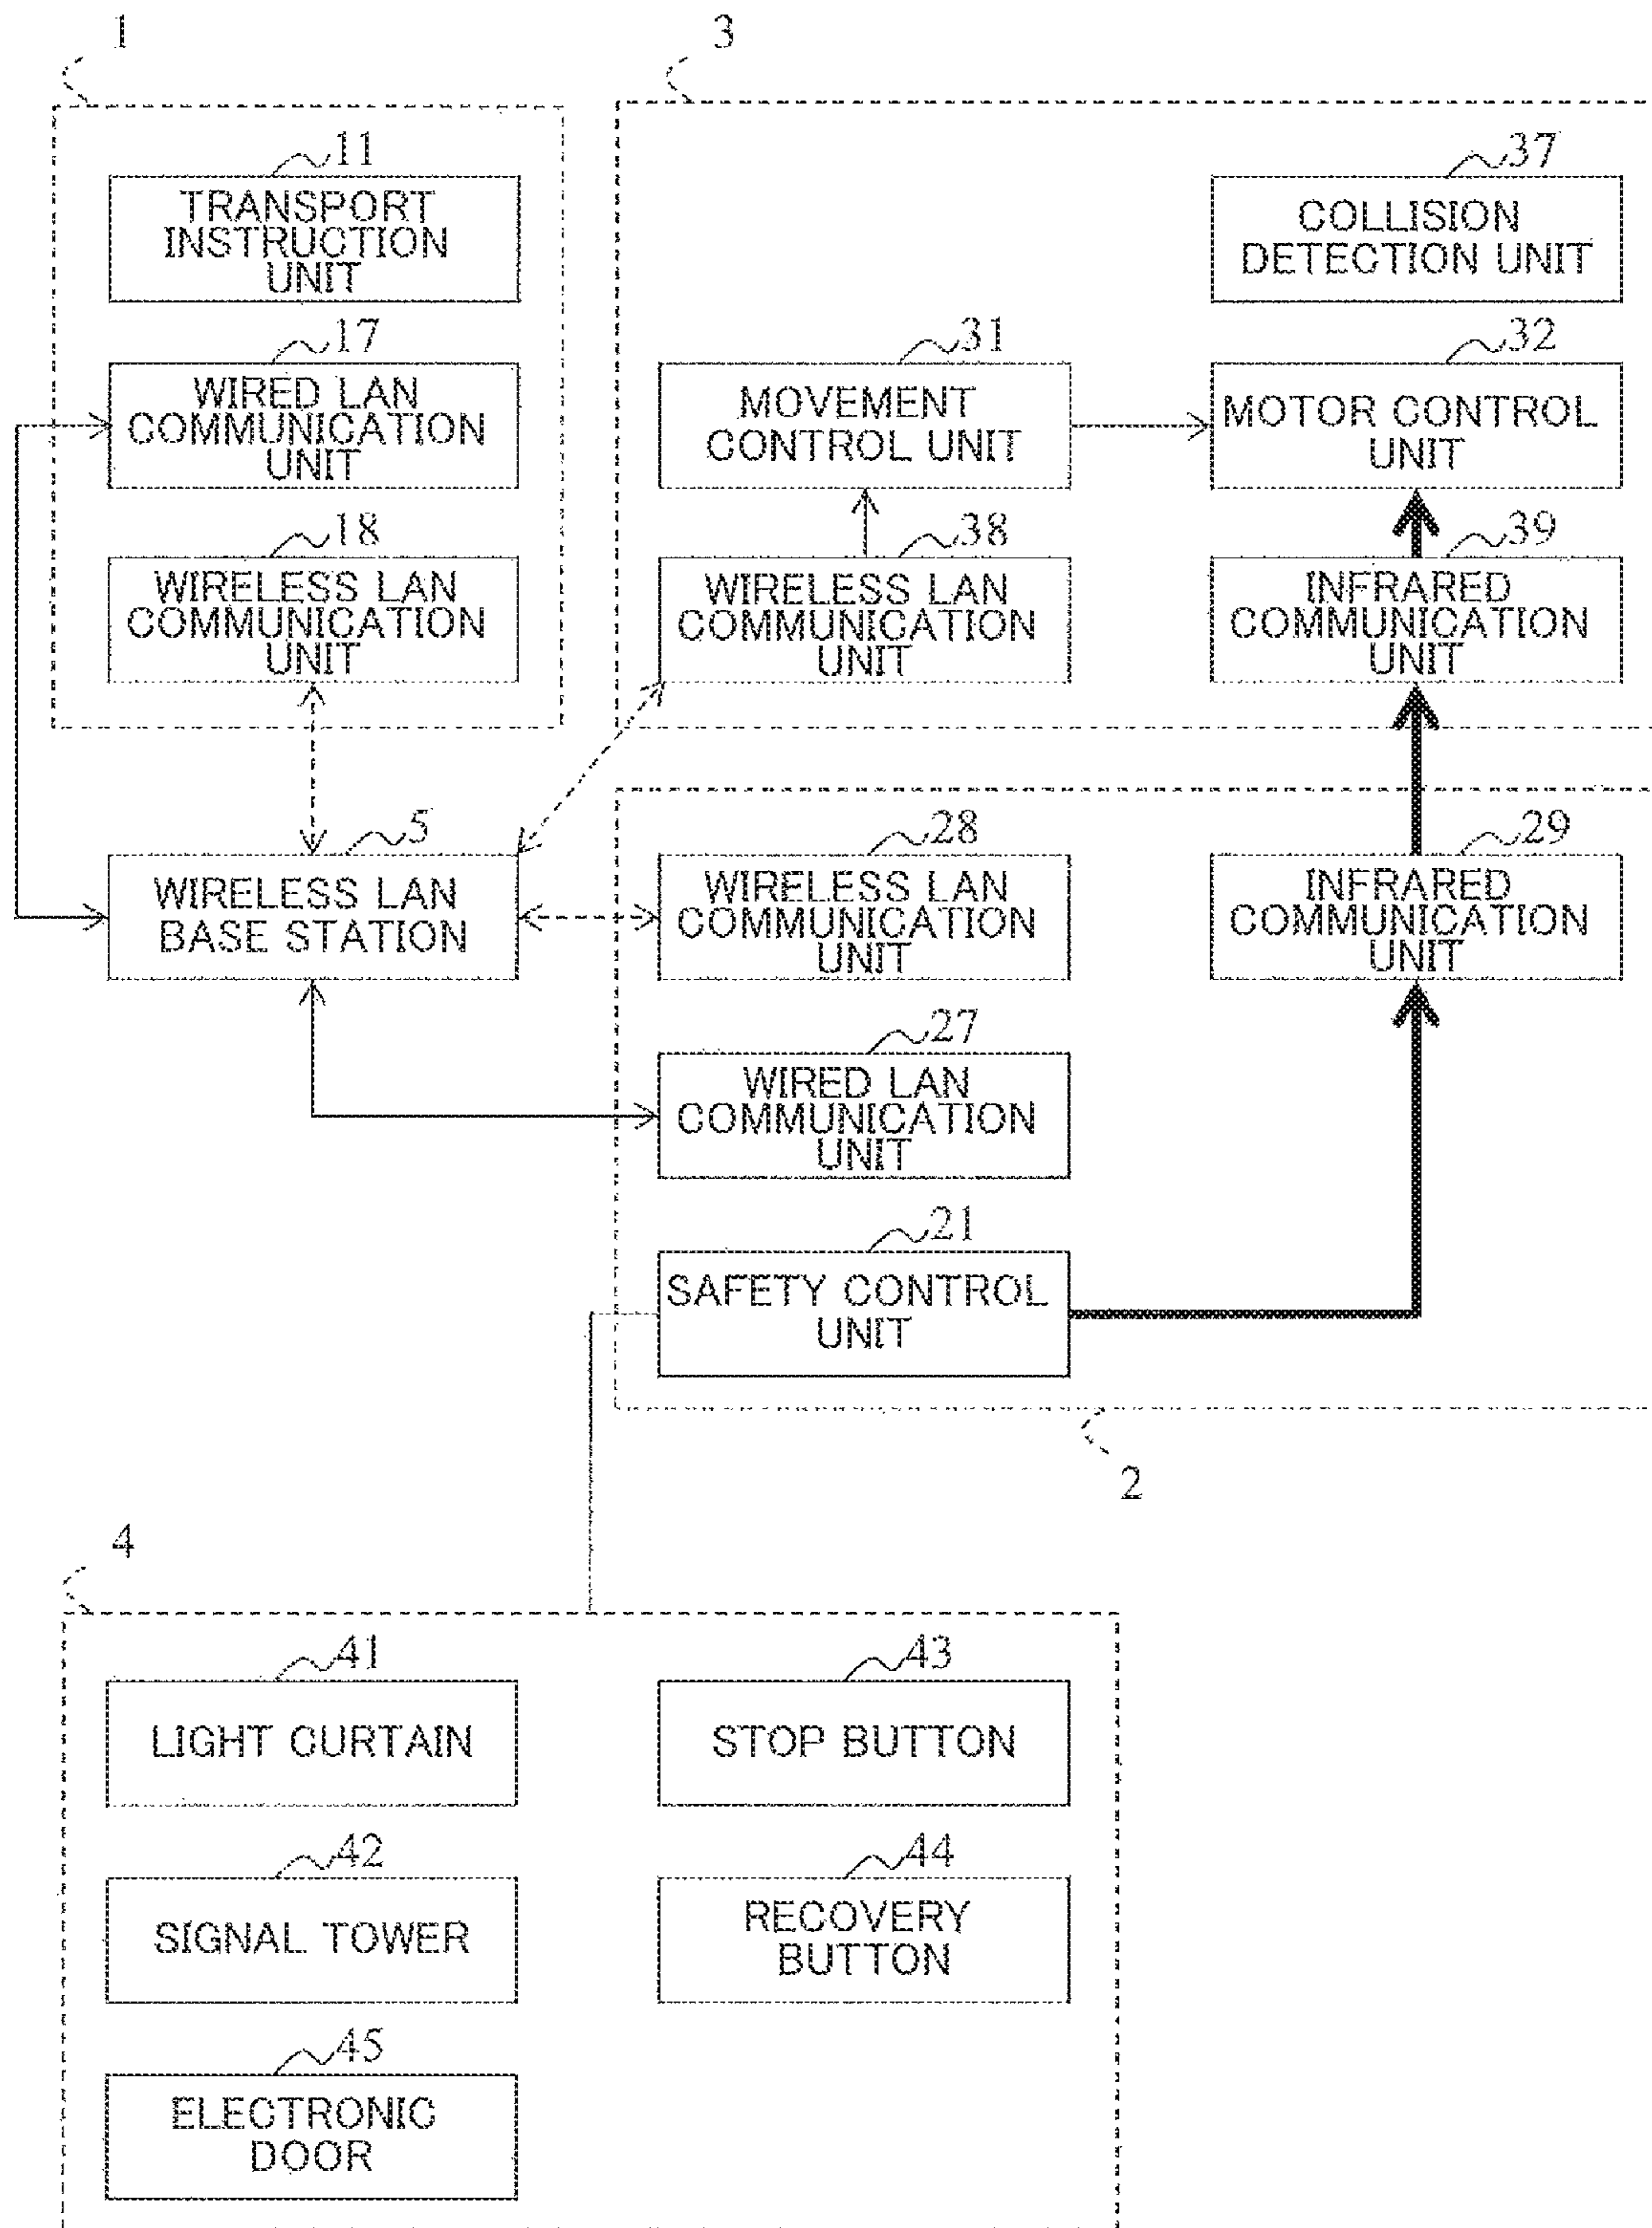 1
3
11
TRANSPORT
INSTRUCTION
UNIT
37
COLLISION
DETECTION UNIT
17
WIRED LAN
COMMUNICATION
UNIT
31
MOVEMENT
CONTROL UNIT
32
MOTOR CONTROL
UNIT
18
WIRELESS LAN
COMMUNICATION
UNIT
38
WIRELESS LAN
COMMUNICATION
UNIT
39
INFRARED
COMMUNICATION
UNIT
5
WIRELESS LAN
BASE STATION
28
WIRELESS LAN
COMMUNICATION
UNIT
29
INFRARED
COMMUNICATION
UNIT
27
WIRED LAN
COMMUNICATION
UNIT
21
SAFETY CONTROL
UNIT
2
4
41
LIGHT CURTAIN
43
STOP BUTTON
42
SIGNAL TOWER
44
RECOVERY
BUTTON
45
ELECTRONIC
DOOR